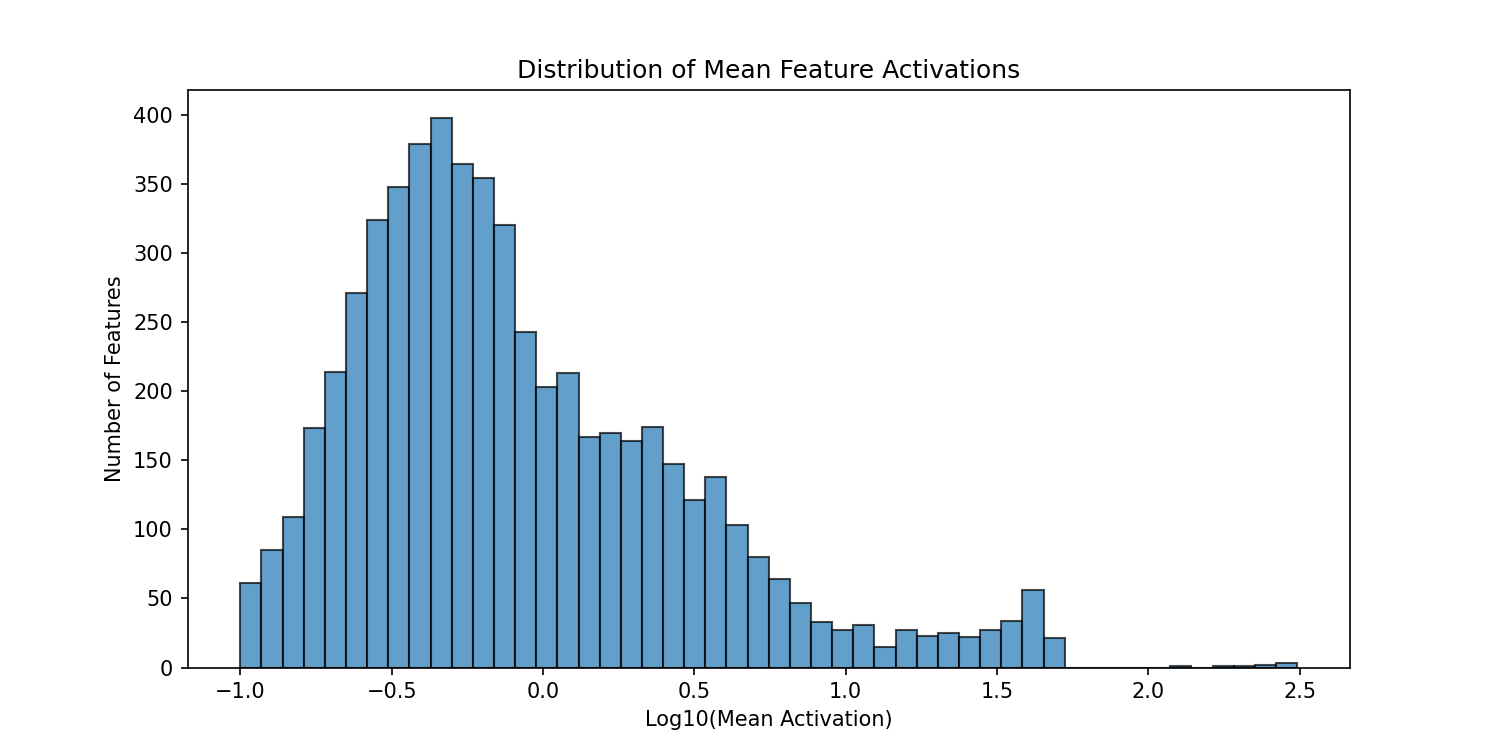 Distribution of Mean Feature Activations
Number of Features
400
350
300
250
200
150
100
50
0
−1.0 −0.5 0.0 0.5 1.0 1.5 2.0 2.5
Log10(Mean Activation)